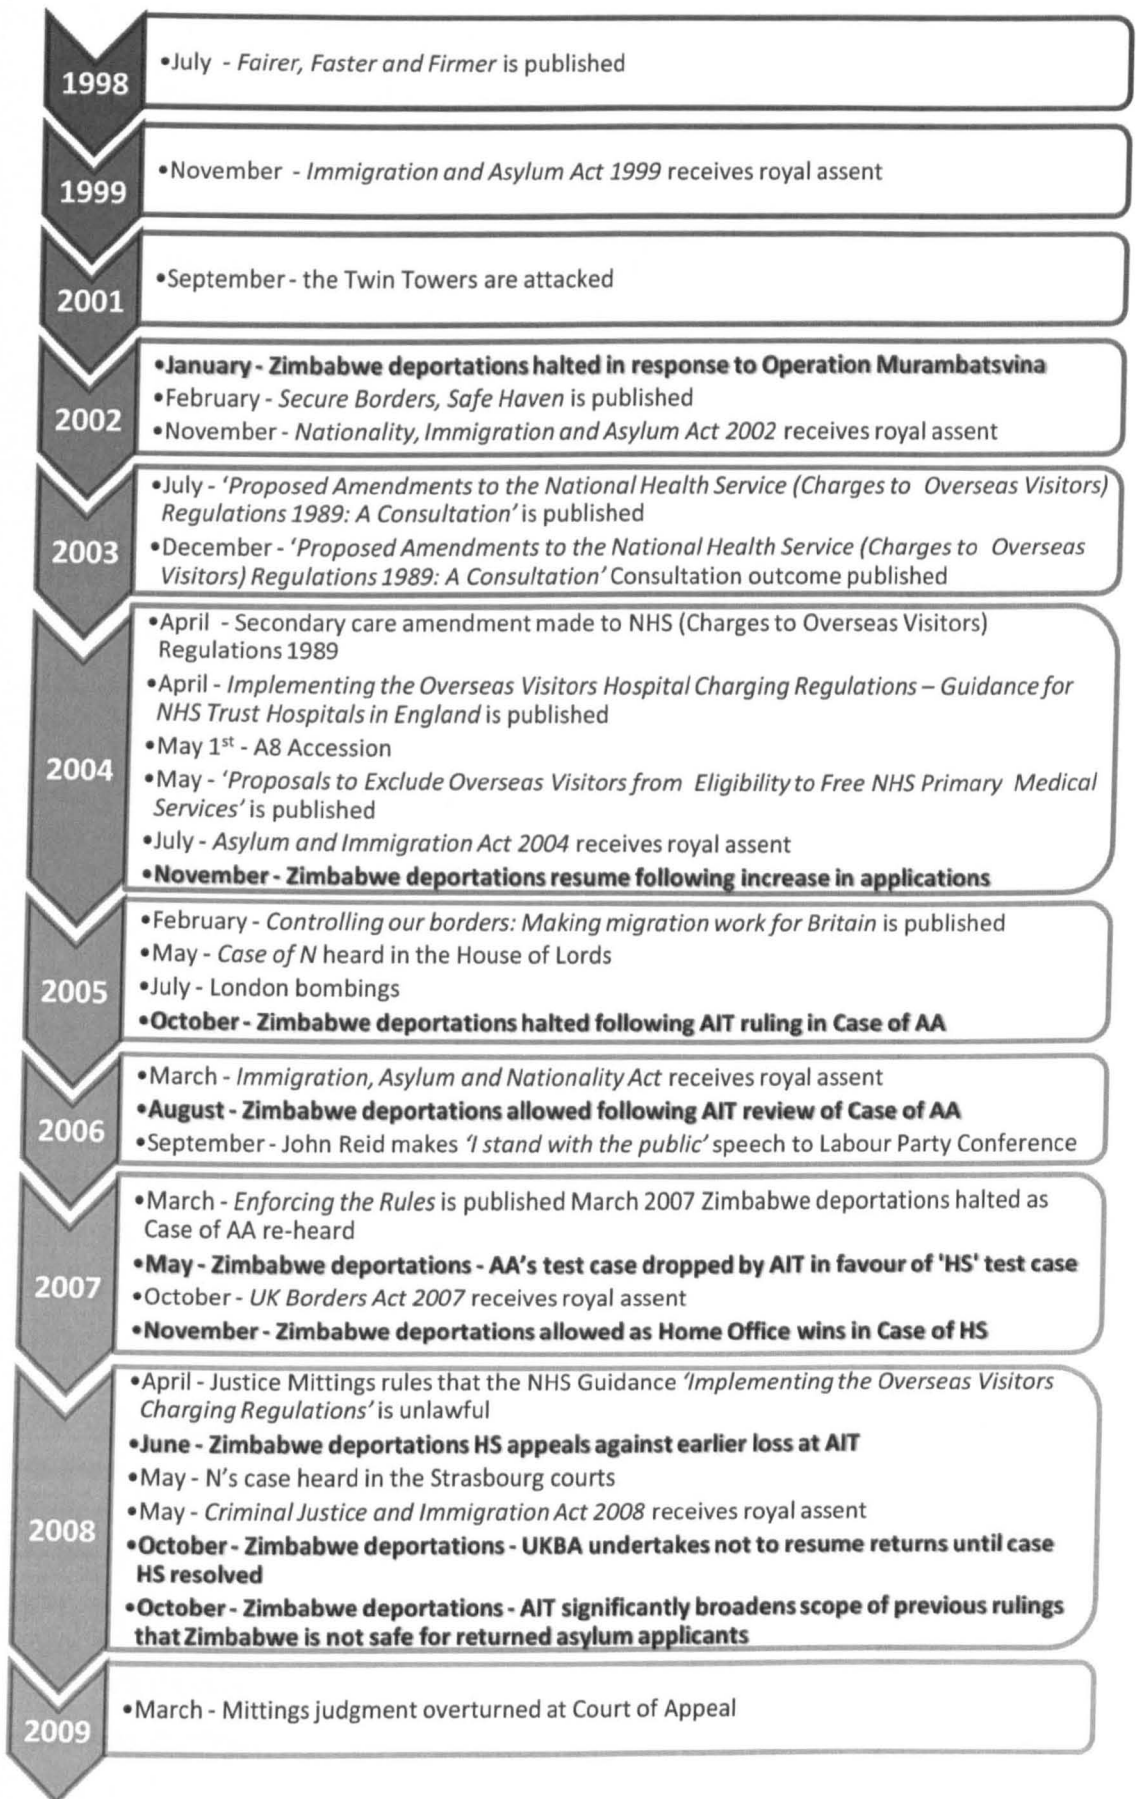 1998
•July - Fairer, Faster and Firmer is published
1999
•November - Immigration and Asylum Act 1999 receives royal assent
2001
•September - the Twin Towers are attacked
2002
•January - Zimbabwe deportations halted in response to Operation Murambatsvina
•February - Secure Borders, Safe Haven is published
•November - Nationality, Immigration and Asylum Act 2002 receives royal assent
2003
•July - 'Proposed Amendments to the National Health Service (Charges to Overseas Visitors)
Regulations 1989: A Consultation' is published
•December - 'Proposed Amendments to the National Health Service (Charges to Overseas
Visitors) Regulations 1989: A Consultation' Consultation outcome published
2004
•April - Secondary care amendment made to NHS (Charges to Overseas Visitors)
Regulations 1989
•April - Implementing the Overseas Visitors Hospital Charging Regulations – Guidance for
NHS Trust Hospitals in England is published
•May 1st - A8 Accession
•May - 'Proposals to Exclude Overseas Visitors from Eligibility to Free NHS Primary Medical
Services' is published
•July - Asylum and Immigration Act 2004 receives royal assent
•November - Zimbabwe deportations resume following increase in applications
2005
•February - Controlling our borders: Making migration work for Britain is published
•May - Case of N heard in the House of Lords
•July - London bombings
•October - Zimbabwe deportations halted following AIT ruling in Case of AA
2006
•March - Immigration, Asylum and Nationality Act receives royal assent
•August - Zimbabwe deportations allowed following AIT review of Case of AA
•September - John Reid makes 'I stand with the public' speech to Labour Party Conference
2007
•March - Enforcing the Rules is published March 2007 Zimbabwe deportations halted as
Case of AA re-heard
•May - Zimbabwe deportations - AA's test case dropped by AIT in favour of 'HS' test case
•October - UK Borders Act 2007 receives royal assent
•November - Zimbabwe deportations allowed as Home Office wins in Case of HS
2008
•April - Justice Mittings rules that the NHS Guidance 'Implementing the Overseas Visitors
Charging Regulations' is unlawful
•June - Zimbabwe deportations HS appeals against earlier loss at AIT
•May - N's case heard in the Strasbourg courts
•May - Criminal Justice and Immigration Act 2008 receives royal assent
•October - Zimbabwe deportations - UKBA undertakes not to resume returns until case
HS resolved
•October - Zimbabwe deportations - AIT significantly broadens scope of previous rulings
that Zimbabwe is not safe for returned asylum applicants
2009
•March - Mittings judgment overturned at Court of Appeal